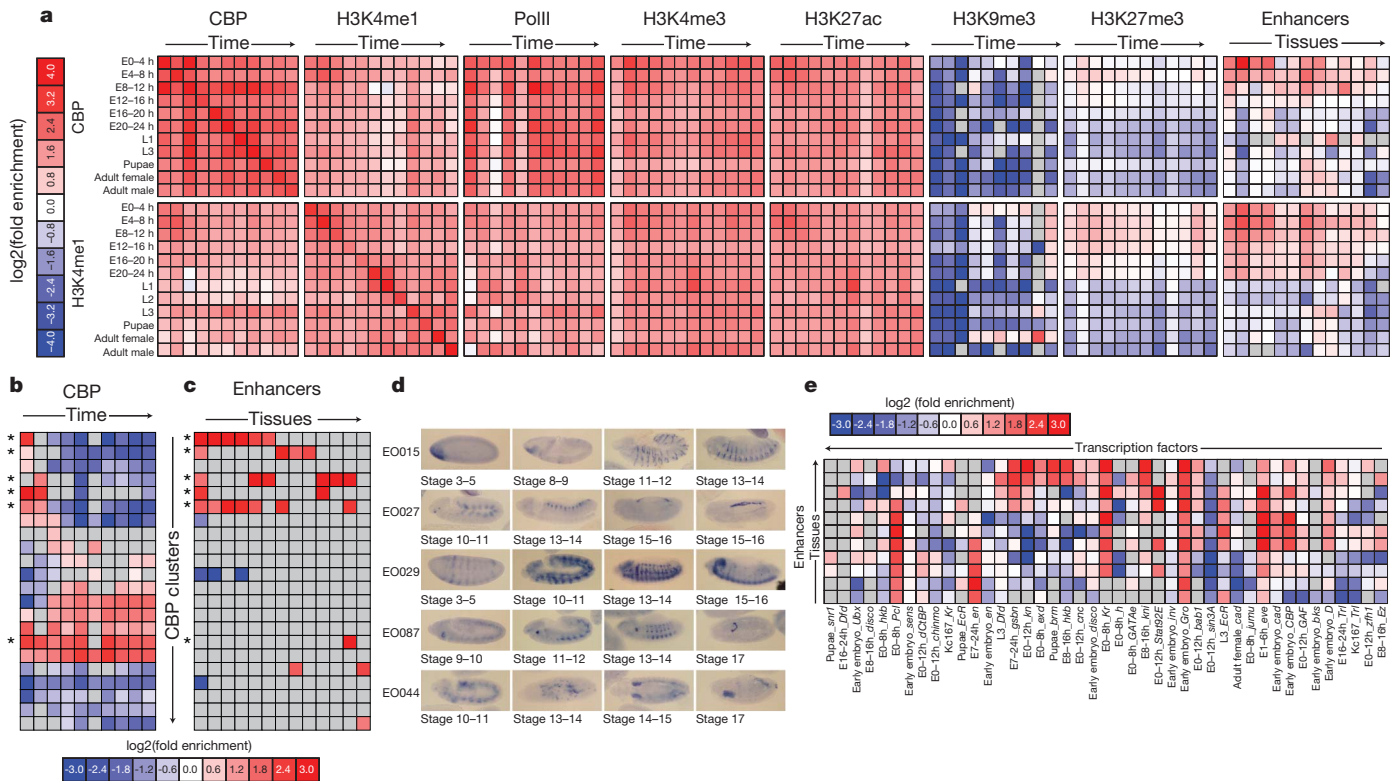 a
CBP H3K4me1 PolII H3K4me3 H3K27ac H3K9me3 H3K27me3 Enhancers
Time Time Time Time Time Time Time Tissues
log2(fold enrichment)
4.0
3.2
2.4
1.6
0.8
0.0
−0.8
−1.6
−2.4
−3.2
−4.0
CBP
E0–4 h
E4–8 h
E8–12 h
E12–16 h
E16–20 h
E20–24 h
L1
L3
Pupae
Adult female
Adult male
H3K4me1
E0–4 h
E4–8 h
E8–12 h
E12–16 h
E16–20 h
E20–24 h
L1
L2
L3
Pupae
Adult female
Adult male
b
CBP
Time
*
*
*
*
*
*
CBP clusters
c
Enhancers
Tissues
*
*
*
*
*
*
log2(fold enrichment)
-3.0 -2.4 -1.8 -1.2 -0.6 0.0 0.6 1.2 1.8 2.4 3.0
d
EO015
Stage 3–5 Stage 8–9 Stage 11–12 Stage 13–14
EO027
Stage 10–11 Stage 13–14 Stage 15–16 Stage 15–16
EO029
Stage 3–5 Stage 10–11 Stage 13–14 Stage 15–16
EO087
Stage 9–10 Stage 11–12 Stage 13–14 Stage 17
EO044
Stage 10–11 Stage 13–14 Stage 14–15 Stage 17
e
log2 (fold enrichment)
-3.0 -2.4 -1.8 -1.2 -0.6 0.0 0.6 1.2 1.8 2.4 3.0
Transcription factors
Enhancers
Tissues
Pupae_srr1
E16–24h_Dfd
Early embryo_Ubx
E8–16h_disco
E0–8h_hkb
E0–8h_Pcl
Early embryo_sens
E0–12h_dCtBP
E0–12h_chinmo
Kc167_Kr
Pupae_EcR
E7–24h_en
Early embryo_en
L3_Dfd
E7–24h_gsbn
E0–12h_kn
E0–8h_exd
Pupae_brm
E8–16h_hkb
E0–12h_cnc
Early embryo_disco
E0–8h_Kr
E0–8h_h
E0–8h_GATAe
E8–16h_kni
E0–12h_Stat92E
Early embryo_inv
Early embryo_Gro
E0–12h_bab1
E0–12h_sin3A
L3_EcR
Adult female_cad
E0–8h_jumu
E1–6h_eve
Early embryo_cad
Early embryo_CBP
E0–12h_GAF
Early embryo_bks
Early embryo_D
E16–24h_Trl
Kc167_Trl
E0–12h_zfh1
E8–16h_Ez